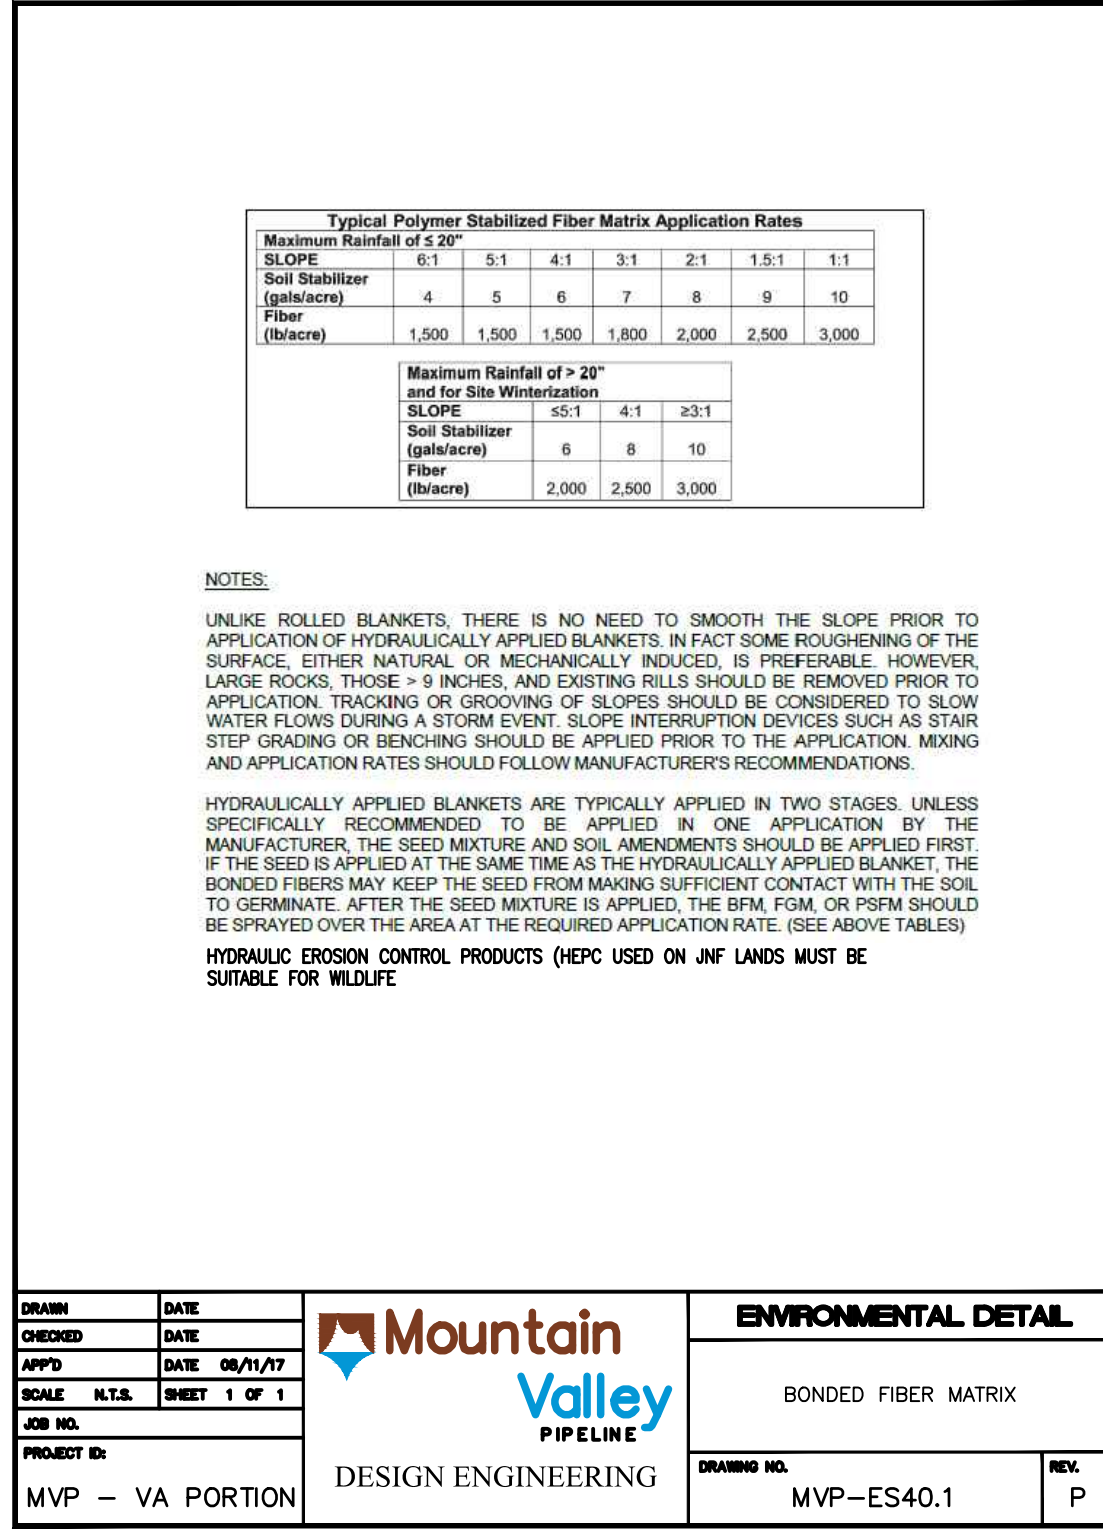 Typical Polymer Stabilized Fiber Matrix Application Rates
Maximum Rainfall of ≤ 20"
SLOPE 6:1 5:1 4:1 3:1 2:1 1.5:1 1:1
Soil Stabilizer
(gals/acre) 4 5 6 7 8 9 10
Fiber
(lb/acre) 1,500 1,500 1,500 1,800 2,000 2,500 3,000
Maximum Rainfall of > 20"
and for Site Winterization
SLOPE ≤5:1 4:1 ≥3:1
Soil Stabilizer
(gals/acre) 6 8 10
Fiber
(lb/acre) 2,000 2,500 3,000
NOTES:
UNLIKE ROLLED BLANKETS, THERE IS NO NEED TO SMOOTH THE SLOPE PRIOR TO
APPLICATION OF HYDRAULICALLY APPLIED BLANKETS. IN FACT SOME ROUGHENING OF THE
SURFACE, EITHER NATURAL OR MECHANICALLY INDUCED, IS PREFERABLE. HOWEVER,
LARGE ROCKS, THOSE > 9 INCHES, AND EXISTING RILLS SHOULD BE REMOVED PRIOR TO
APPLICATION. TRACKING OR GROOVING OF SLOPES SHOULD BE CONSIDERED TO SLOW
WATER FLOWS DURING A STORM EVENT. SLOPE INTERRUPTION DEVICES SUCH AS STAIR
STEP GRADING OR BENCHING SHOULD BE APPLIED PRIOR TO THE APPLICATION. MIXING
AND APPLICATION RATES SHOULD FOLLOW MANUFACTURER'S RECOMMENDATIONS.
HYDRAULICALLY APPLIED BLANKETS ARE TYPICALLY APPLIED IN TWO STAGES. UNLESS
SPECIFICALLY RECOMMENDED TO BE APPLIED IN ONE APPLICATION BY THE
MANUFACTURER, THE SEED MIXTURE AND SOIL AMENDMENTS SHOULD BE APPLIED FIRST.
IF THE SEED IS APPLIED AT THE SAME TIME AS THE HYDRAULICALLY APPLIED BLANKET, THE
BONDED FIBERS MAY KEEP THE SEED FROM MAKING SUFFICIENT CONTACT WITH THE SOIL
TO GERMINATE. AFTER THE SEED MIXTURE IS APPLIED, THE BFM, FGM, OR PSFM SHOULD
BE SPRAYED OVER THE AREA AT THE REQUIRED APPLICATION RATE. (SEE ABOVE TABLES)
HYDRAULIC EROSION CONTROL PRODUCTS (HEPC USED ON JNF LANDS MUST BE
SUITABLE FOR WILDLIFE
DRAWN DATE
CHECKED DATE
APP'D DATE 08/11/17
SCALE N.T.S. SHEET 1 OF 1
JOB NO.
PROJECT ID:
MVP - VA PORTION
Mountain
Valley
PIPELINE
DESIGN ENGINEERING
ENVIRONMENTAL DETAIL
BONDED FIBER MATRIX
DRAWING NO. REV.
MVP-ES40.1 P